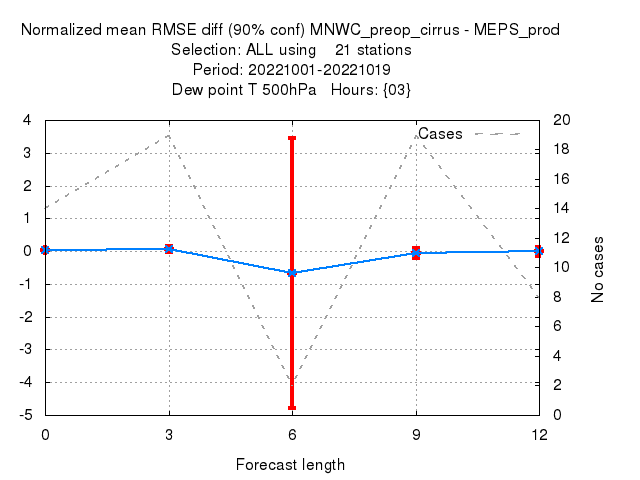 Normalized mean RMSE diff (90% conf) MNWC_preop_cirrus - MEPS_prod
Selection: ALL using 21 stations
Period: 20221001-20221019
Dew point T 500hPa Hours: {03}
Cases
4
3
2
1
0
-1
-2
-3
-4
-5
20
18
16
14
12
10
8
6
4
2
0
No cases
0 3 6 9 12
Forecast length